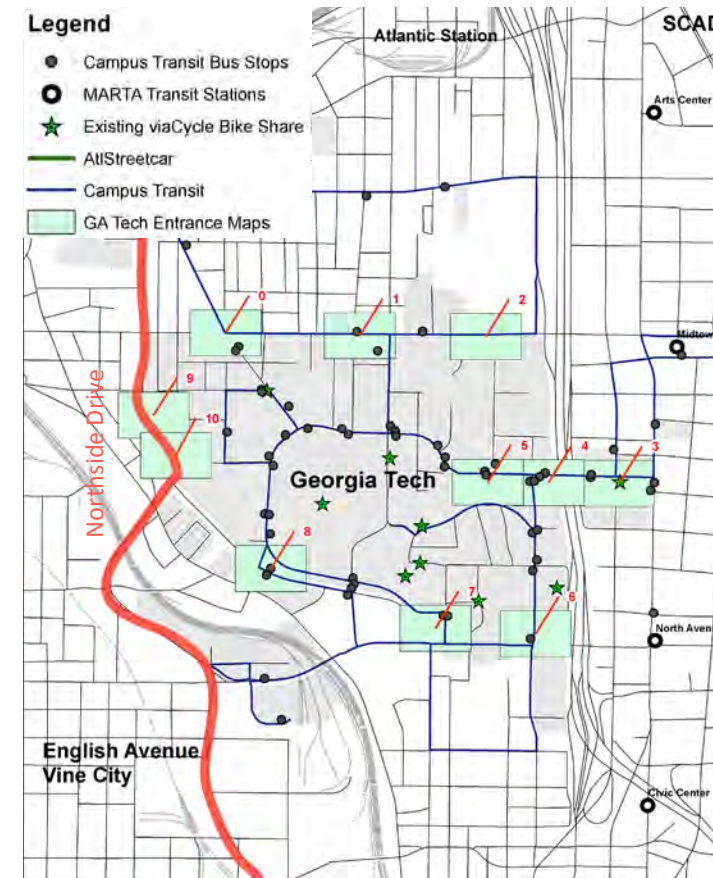 Legend
Campus Transit Bus Stops
MARTA Transit Stations
Existing viaCycle Bike Share
AtlStreetcar
Campus Transit
GA Tech Entrance Maps
Atlantic Station
SCAD
Arts Center
0
1
2
Midtow
9
10
Northside Drive
5
4
3
Georgia Tech
8
7
6
North Avenu
English Avenue
Vine City
Civic Center